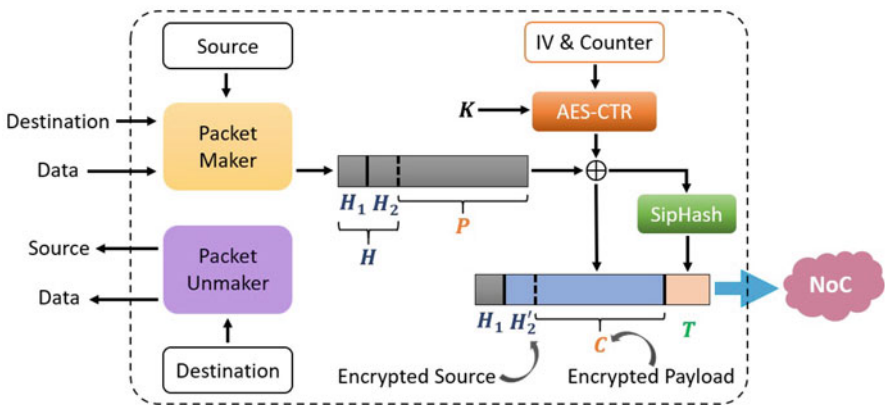 Source
IV & Counter
Destination
Packet
Maker
K
AES-CTR
Data
H₁ H₂
P
H
SipHash
Source
Packet
Unmaker
Data
NoC
H₁ H₂′
C
T
Destination
Encrypted Source
Encrypted Payload